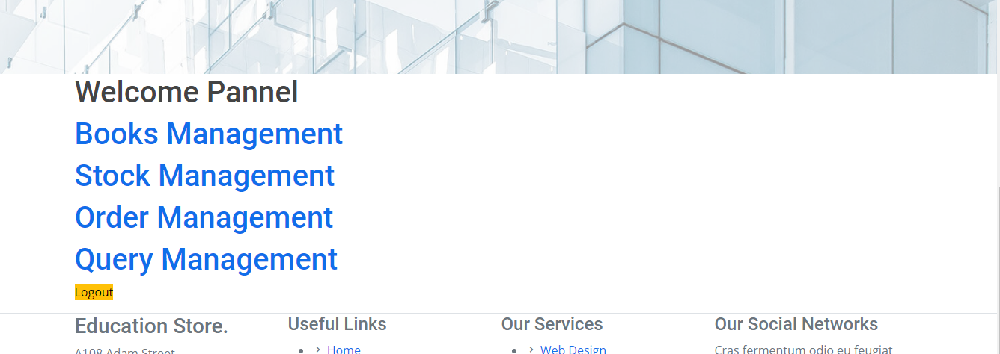 Welcome Pannel
Books Management
Stock Management
Order Management
Query Management
Logout
Education Store.
Useful Links
Our Services
Our Social Networks
A108 Adam Street
Home
Web Design
Cras fermentum odio eu feugiat